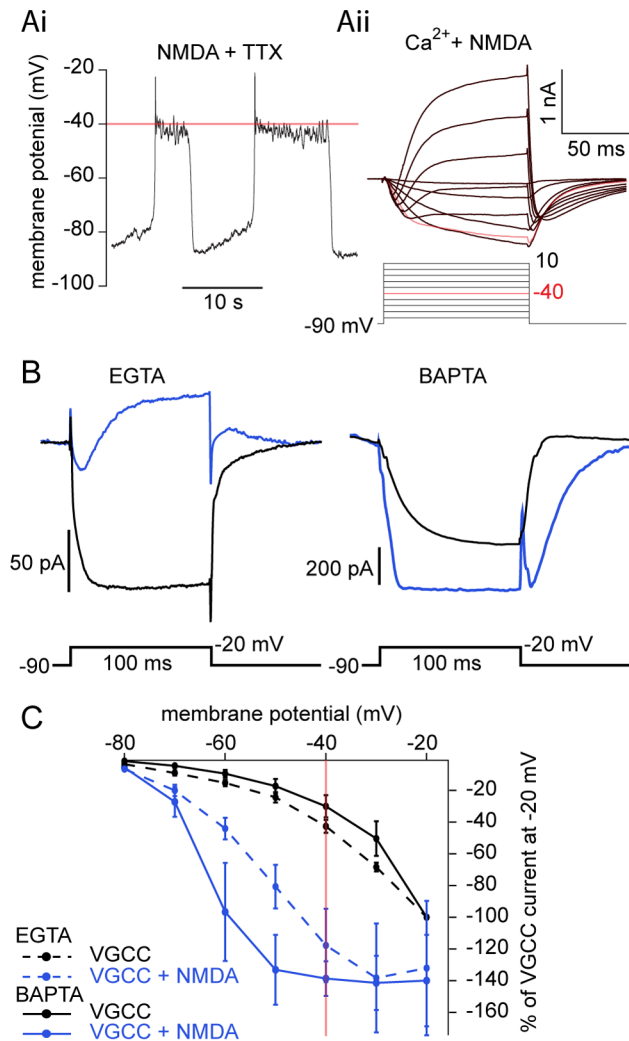 Ai
NMDA + TTX
membrane potenial (mV)
-20
-40
-60
-80
-100
10 s
Aii
Ca2+ + NMDA
1 nA
50 ms
10
-40
-90 mV
B
EGTA
BAPTA
50 pA
200 pA
-20 mV
-90
100 ms
-20 mV
-90
100 ms
C
membrane potential (mV)
-80 -60 -40 -20
-20
-40
-60
-80
-100
-120
-140
-160
% of VGCC current at -20 mV
EGTA
VGCC
VGCC + NMDA
BAPTA
VGCC
VGCC + NMDA